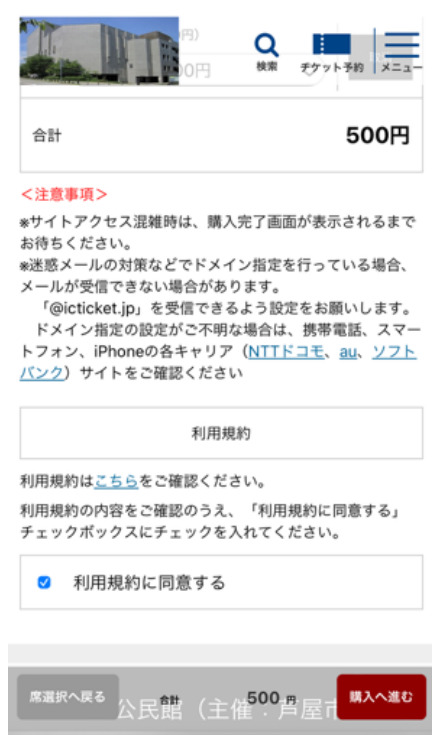 円)
00円
検索 チケット予約 メニュー
合計 500円
＜注意事項＞
※サイトアクセス混雑時は、購入完了画面が表示されるまで
お待ちください。
※迷惑メールの対策などでドメイン指定を行っている場合、
メールが受信できない場合があります。
「@icticket.jp」を受信できるよう設定をお願いします。
ドメイン指定の設定がご不明な場合は、携帯電話、スマー
トフォン、iPhoneの各キャリア（NTTドコモ、au、ソフト
バンク）サイトをご確認ください
利用規約
利用規約はこちらをご確認ください。
利用規約の内容をご確認のうえ、「利用規約に同意する」
チェックボックスにチェックを入れてください。
利用規約に同意する
席選択へ戻る 合計 500 円 購入へ進む
公民館（主催：芦屋市